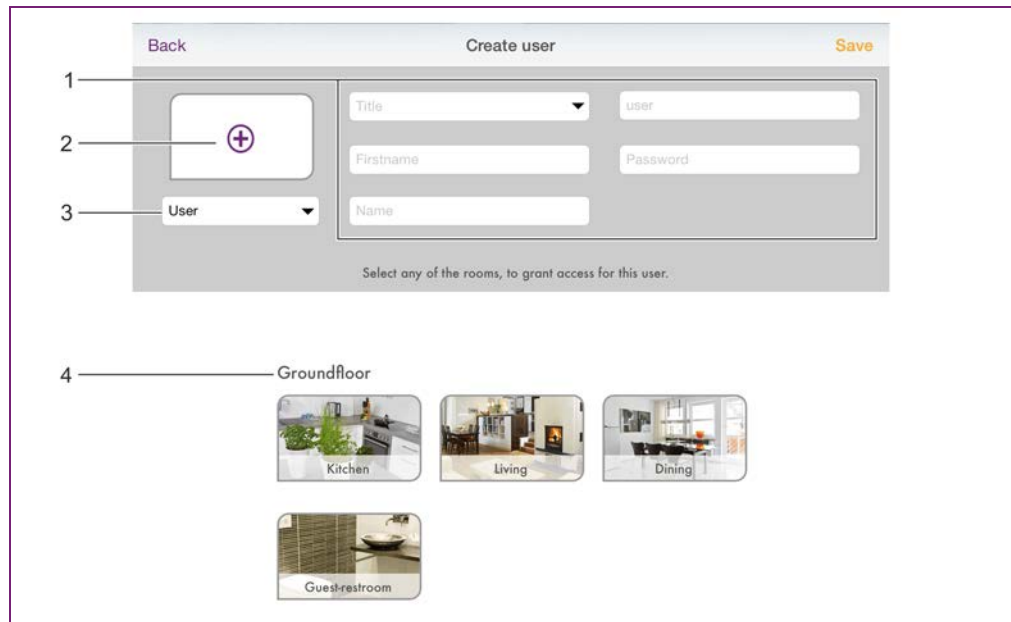 Back Create user Save
1
Title user
2
Firstname Password
3 User Name
Select any of the rooms, to grant access for this user.
4 Groundfloor
Kitchen Living Dining
Guest-restroom